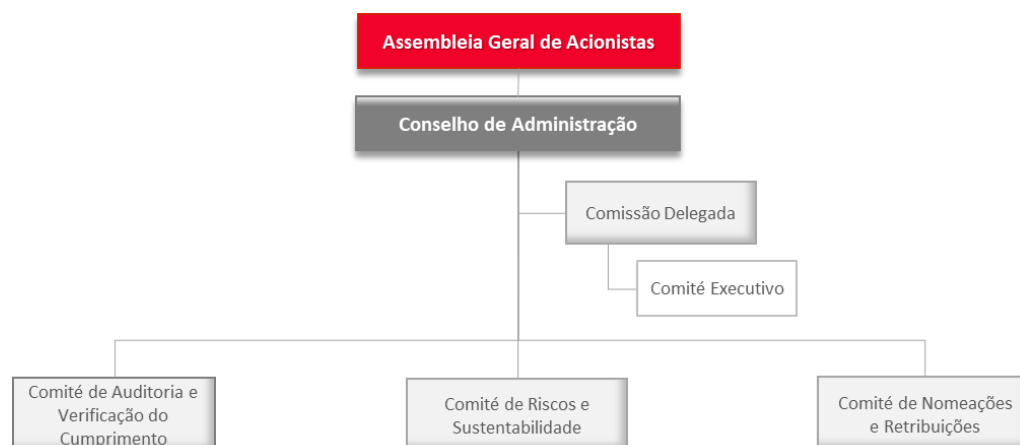 Assembleia Geral de Acionistas
Conselho de Administração
Comissão Delegada
Comité Executivo
Comité de Auditoria e
Verificação do
Cumprimento
Comité de Riscos e
Sustentabilidade
Comité de Nomeações
e Retribuições